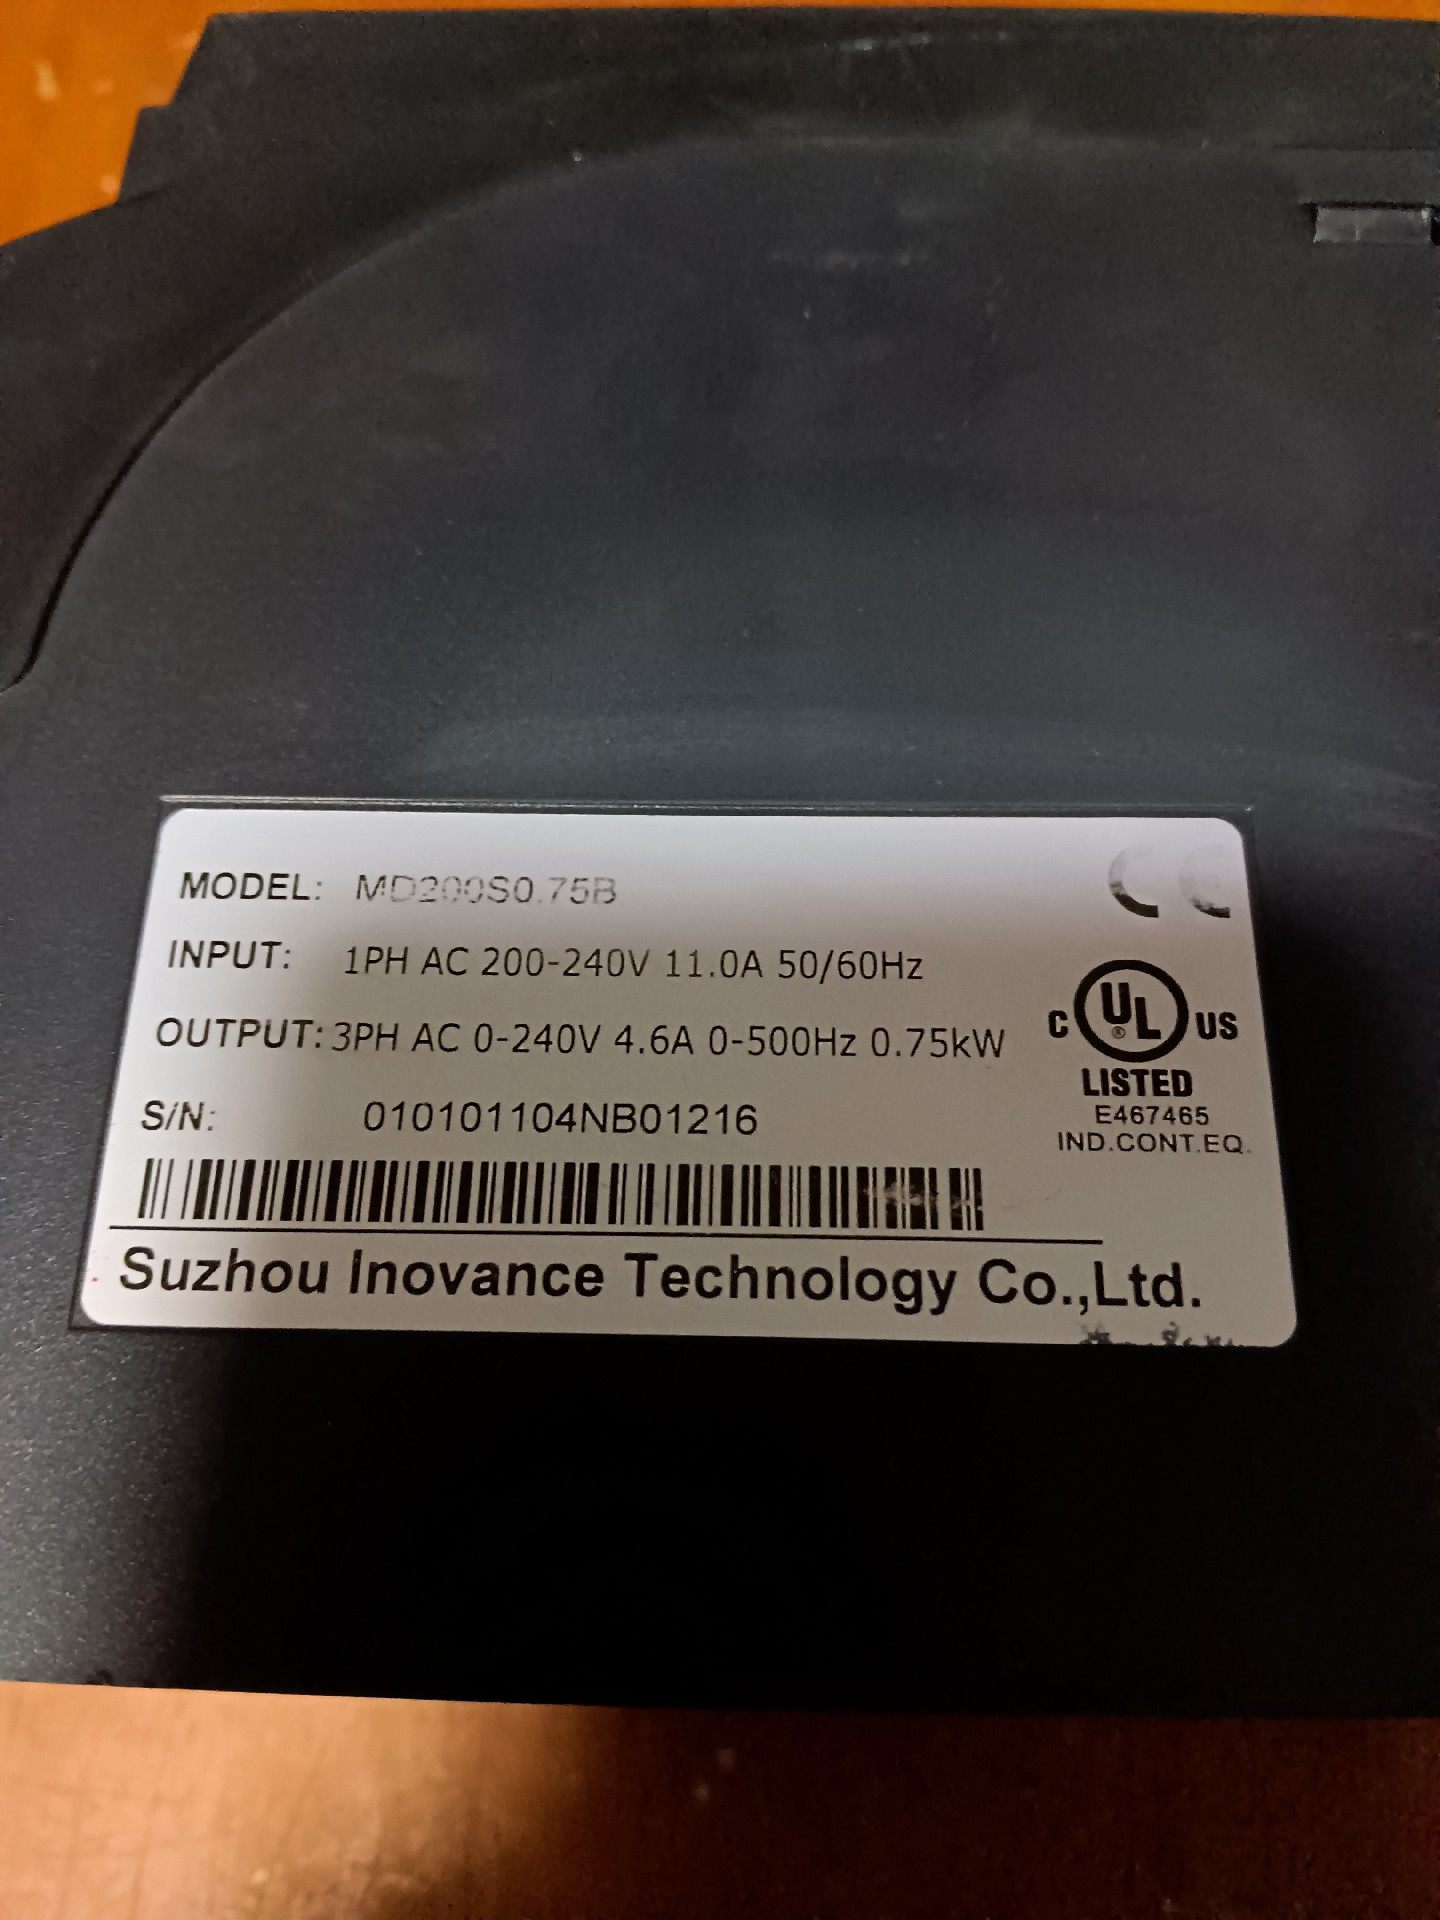 MODEL: MD200S0.75B
INPUT: 1PH AC 200-240V 11.0A 50/60Hz
OUTPUT: 3PH AC 0-240V 4.6A 0-500Hz 0.75kW
S/N: 010101104NB01216
Suzhou Inovance Technology Co.,Ltd.
CE
C UL® US
LISTED
E467465
IND.CONT.EQ.